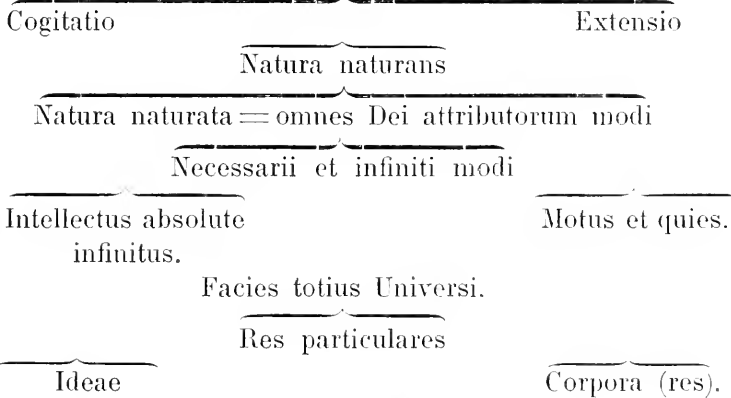 Cogitatio Extensio
Natura naturans
Natura naturata = omnes Dei attributorum modi
Necessarii et infiniti modi
Intellectus absolute Motus et quies.
infinitus.
Facies totius Universi.
Res particulares
Ideae Corpora (res).